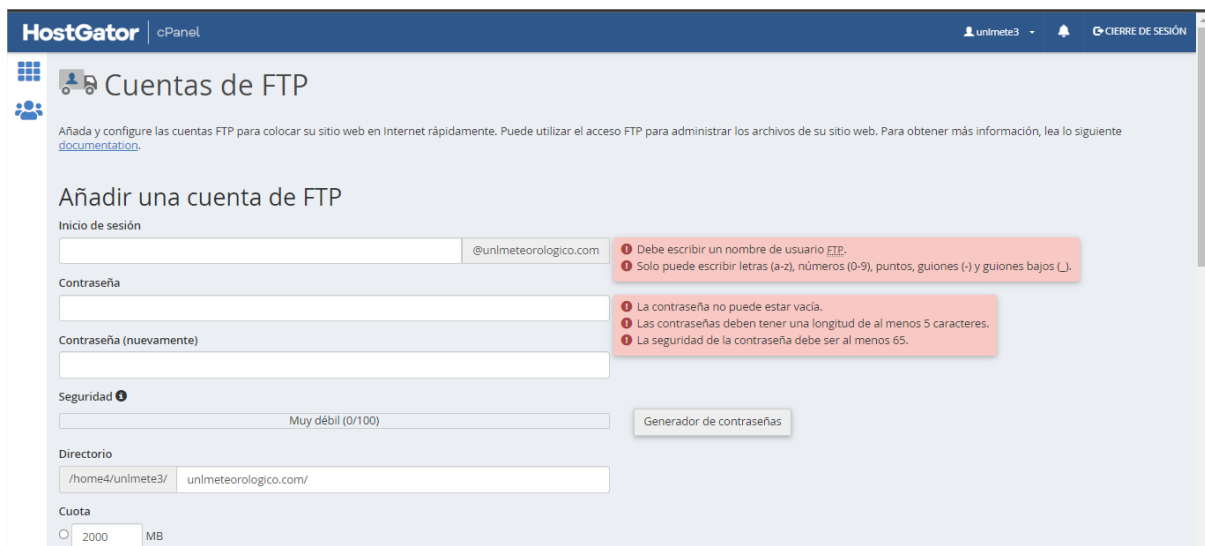 HostGator cPanel unlmete3 CIERRE DE SESIÓN
Cuentas de FTP
Añada y configure las cuentas FTP para colocar su sitio web en Internet rápidamente. Puede utilizar el acceso FTP para administrar los archivos de su sitio web. Para obtener más información, lea lo siguiente
documentation.
Añadir una cuenta de FTP
Inicio de sesión
@unlmeteorologico.com
Debe escribir un nombre de usuario FTP.
Solo puede escribir letras (a-z), números (0-9), puntos, guiones (-) y guiones bajos (_).
Contraseña
La contraseña no puede estar vacía.
Las contraseñas deben tener una longitud de al menos 5 caracteres.
La seguridad de la contraseña debe ser al menos 65.
Contraseña (nuevamente)
Seguridad
Muy débil (0/100)
Generador de contraseñas
Directorio
/home4/unlmete3/ unlmeteorologico.com/
Cuota
2000 MB